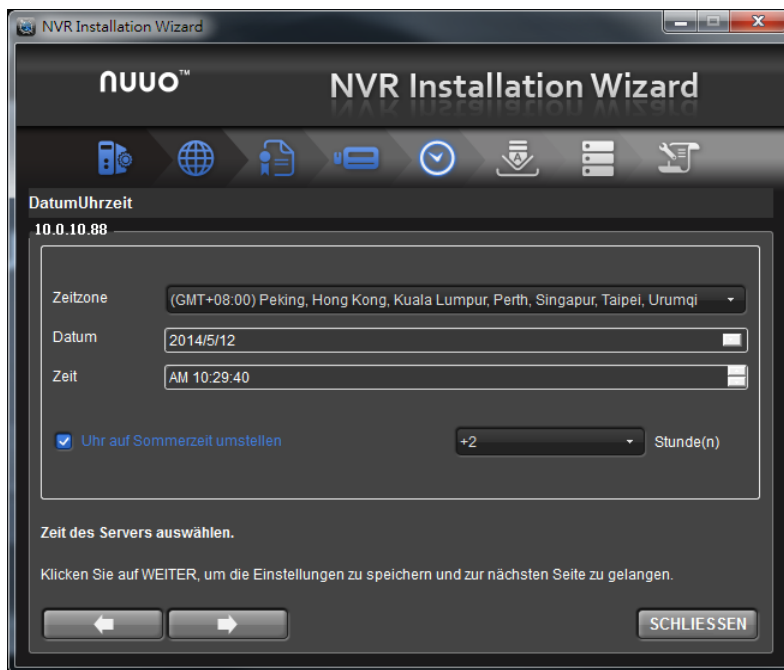 NVR Installation Wizard
nuuo™
NVR Installation Wizard
DatumUhrzeit
10.0.10.88
Zeitzone
(GMT+08:00) Peking, Hong Kong, Kuala Lumpur, Perth, Singapur, Taipei, Urumqi
Datum
2014/5/12
Zeit
AM 10:29:40
Uhr auf Sommerzeit umstellen
+2
Stunde(n)
Zeit des Servers auswählen.
Klicken Sie auf WEITER, um die Einstellungen zu speichern und zur nächsten Seite zu gelangen.
SCHLIESSEN